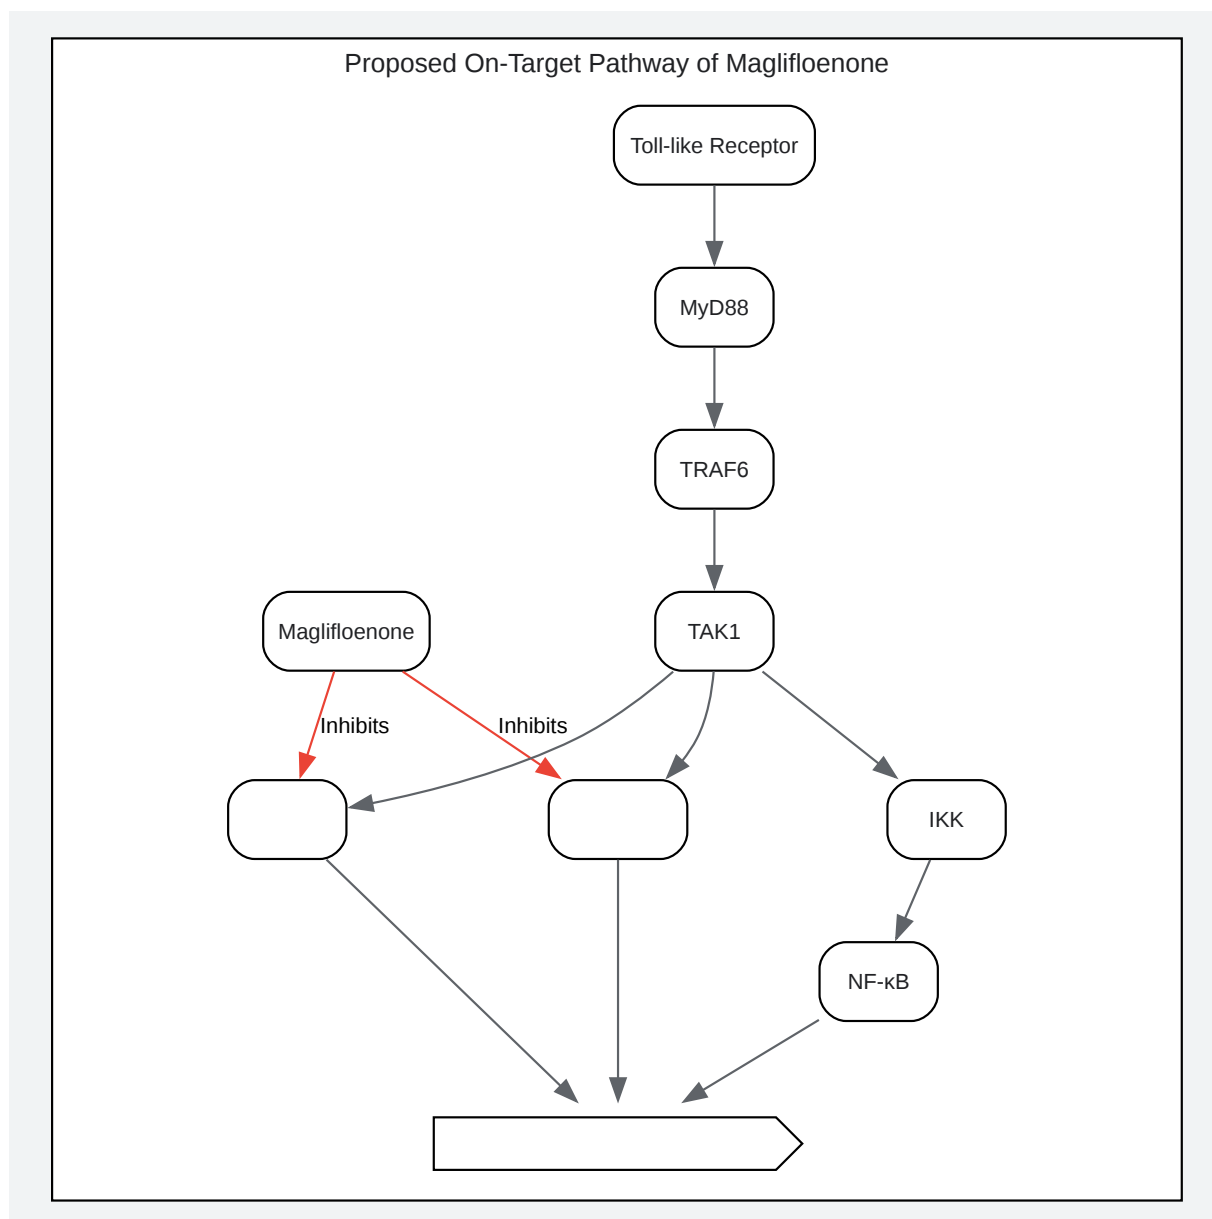 Proposed On-Target Pathway of Maglifloenone
Toll-like Receptor
MyD88
TRAF6
Maglifloenone
TAK1
Inhibits
Inhibits
IKK
NF-κB